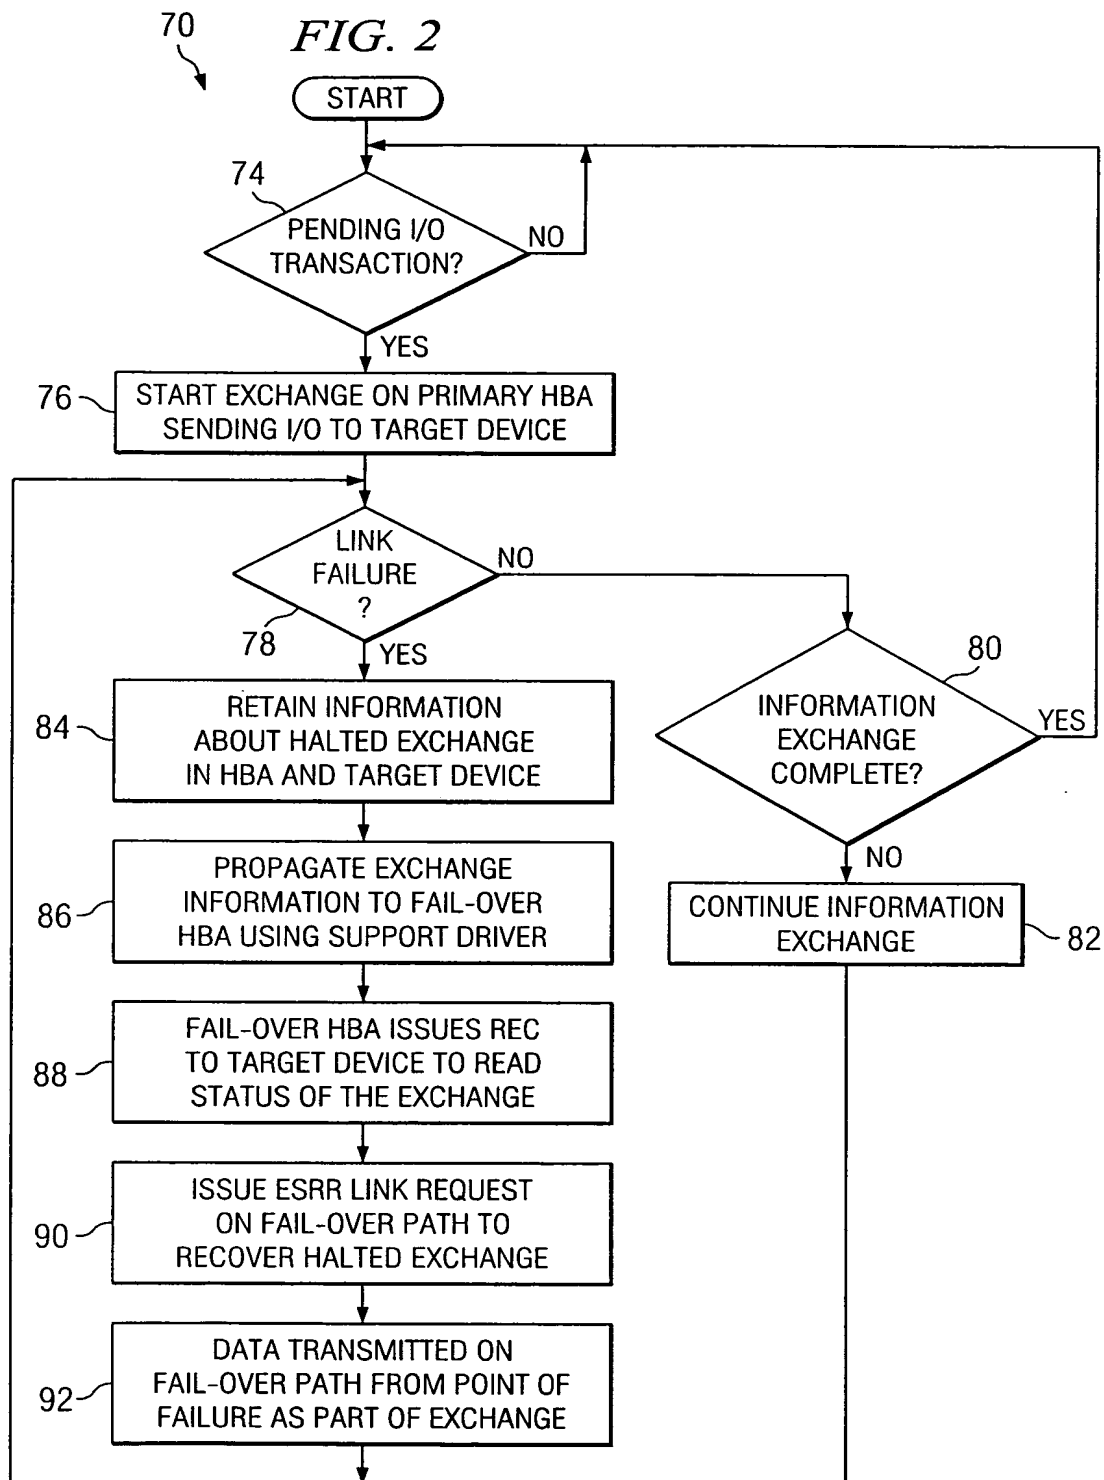 70
FIG. 2
START
74
PENDING I/O
TRANSACTION?
NO
YES
76
START EXCHANGE ON PRIMARY HBA
SENDING I/O TO TARGET DEVICE
LINK
FAILURE
?
NO
78
YES
80
INFORMATION
EXCHANGE
COMPLETE?
YES
NO
84
RETAIN INFORMATION
ABOUT HALTED EXCHANGE
IN HBA AND TARGET DEVICE
86
PROPAGATE EXCHANGE
INFORMATION TO FAIL-OVER
HBA USING SUPPORT DRIVER
CONTINUE INFORMATION
EXCHANGE
82
88
FAIL-OVER HBA ISSUES REC
TO TARGET DEVICE TO READ
STATUS OF THE EXCHANGE
90
ISSUE ESRR LINK REQUEST
ON FAIL-OVER PATH TO
RECOVER HALTED EXCHANGE
92
DATA TRANSMITTED ON
FAIL-OVER PATH FROM POINT OF
FAILURE AS PART OF EXCHANGE